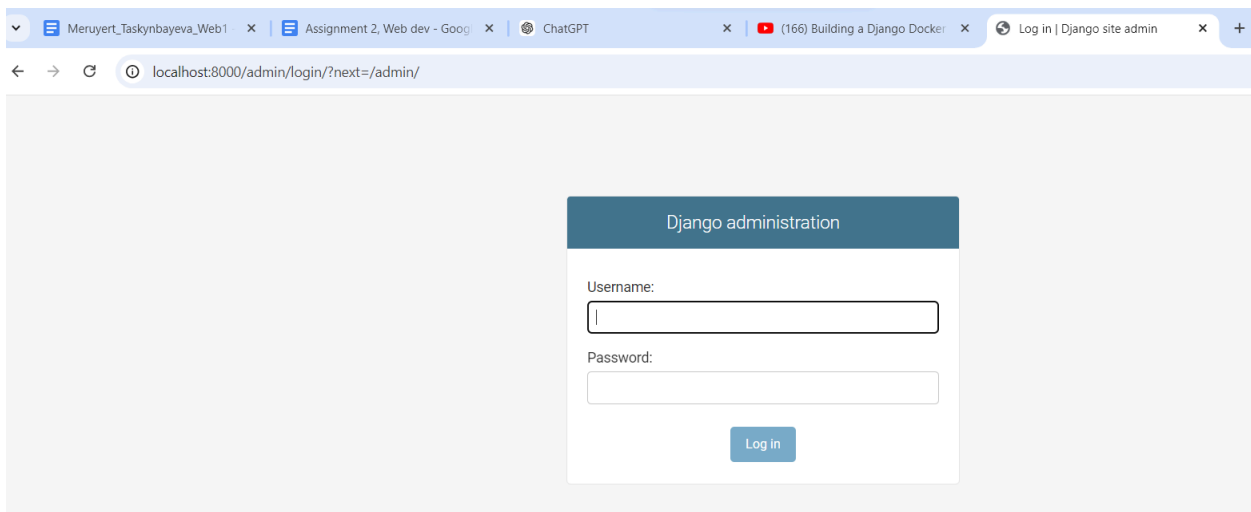 Meruyert_Taskynbayeva_Web1
Assignment 2, Web dev - Goog
ChatGPT
(166) Building a Django Docker
Log in | Django site admin
localhost:8000/admin/login/?next=/admin/
Django administration
Username:
Password:
Log in